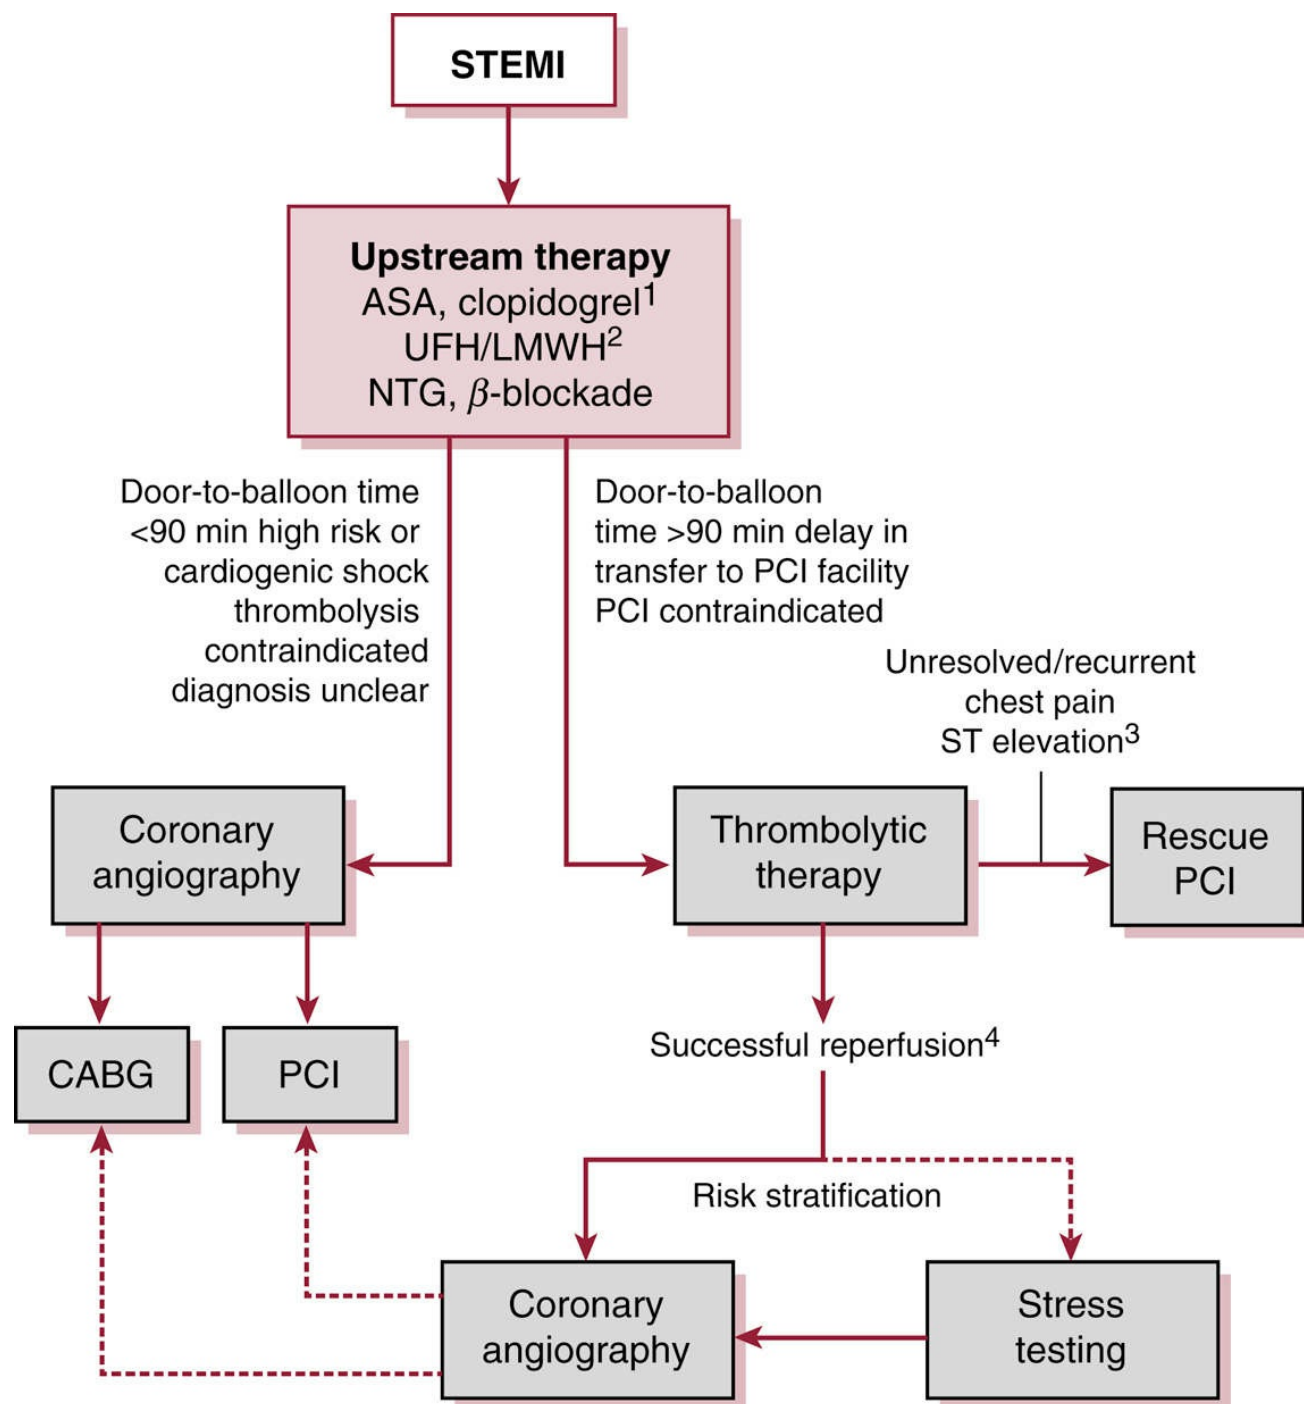 STEMI
Upstream therapy
ASA, clopidogrel1
UFH/LMWH2
NTG, β-blockade
Door-to-balloon time
<90 min high risk or
cardiogenic shock
thrombolysis
contraindicated
diagnosis unclear
Door-to-balloon
time >90 min delay in
transfer to PCI facility
PCI contraindicated
Unresolved/recurrent
chest pain
ST elevation3
Coronary
angiography
Thrombolytic
therapy
Rescue
PCI
CABG
PCI
Successful reperfusion4
Risk stratification
Coronary
angiography
Stress
testing